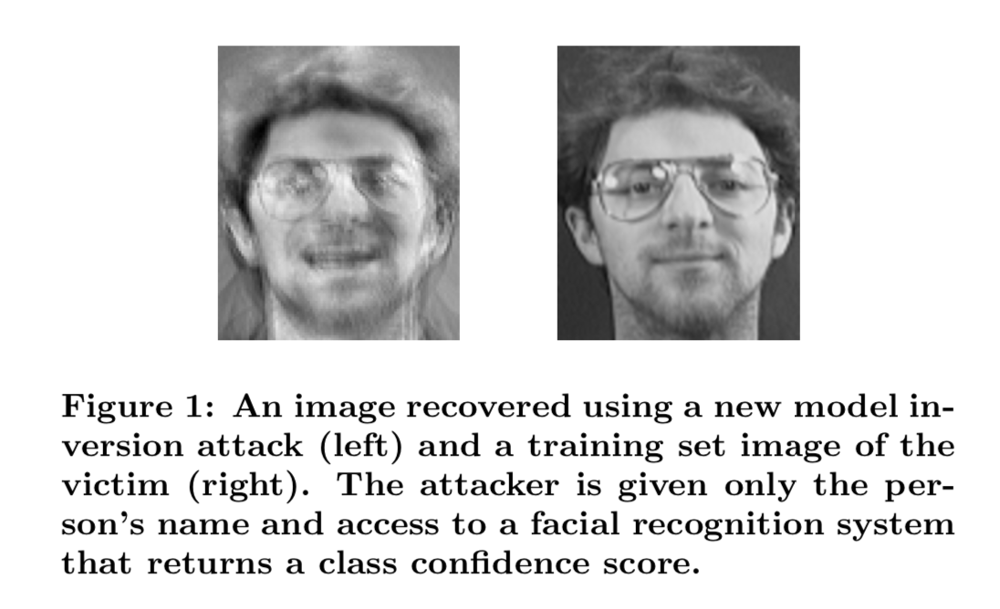 Figure 1: An image recovered using a new model in-
version attack (left) and a training set image of the
victim (right). The attacker is given only the per-
son's name and access to a facial recognition system
that returns a class confidence score.